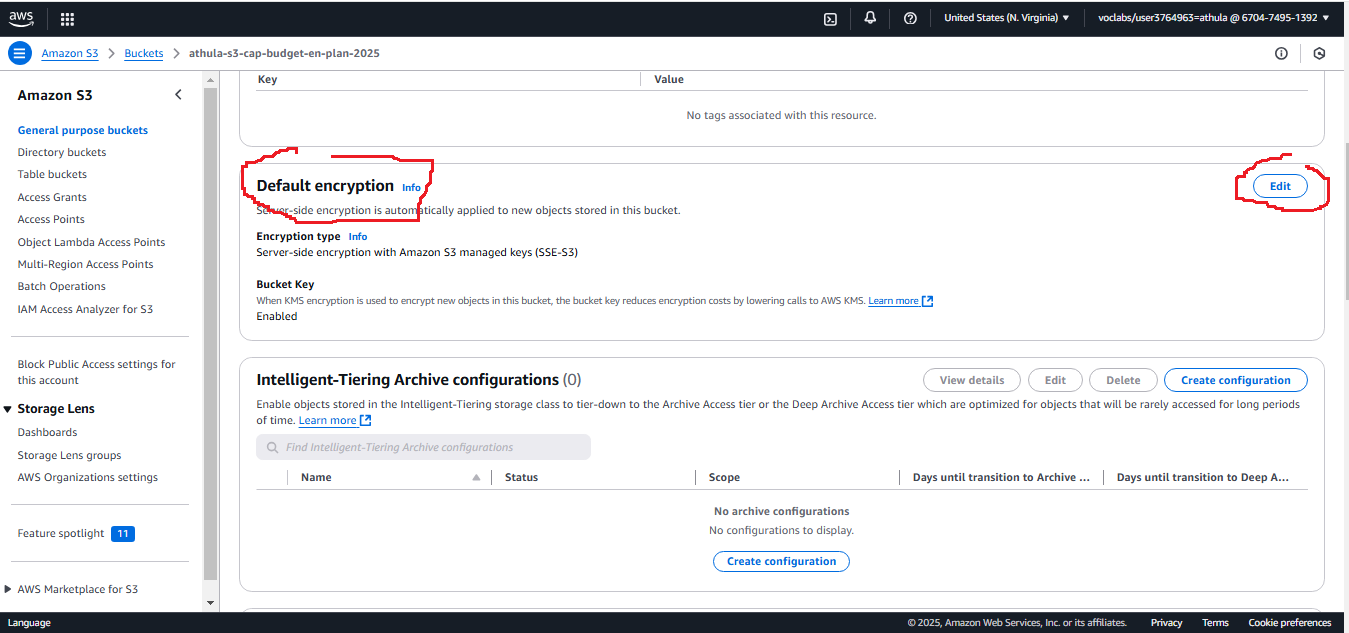 aws
United States (N. Virginia)
voclabs/user3764963=athula @ 6704-7495-1392
Amazon S3
Buckets
athula-s3-cap-budget-en-plan-2025
Amazon S3
General purpose buckets
Directory buckets
Table buckets
Access Grants
Access Points
Object Lambda Access Points
Multi-Region Access Points
Batch Operations
IAM Access Analyzer for S3
Block Public Access settings for
this account
Storage Lens
Dashboards
Storage Lens groups
AWS Organizations settings
Feature spotlight 11
AWS Marketplace for S3
Key Value
No tags associated with this resource.
Default encryption Info
Edit
Server-side encryption is automatically applied to new objects stored in this bucket.
Encryption type Info
Server-side encryption with Amazon S3 managed keys (SSE-S3)
Bucket Key
When KMS encryption is used to encrypt new objects in this bucket, the bucket key reduces encryption costs by lowering calls to AWS KMS. Learn more
Enabled
Intelligent-Tiering Archive configurations (0)
View details Edit Delete Create configuration
Enable objects stored in the Intelligent-Tiering storage class to tier-down to the Archive Access tier or the Deep Archive Access tier which are optimized for objects that will be rarely accessed for long periods
of time. Learn more
Find Intelligent-Tiering Archive configurations
Name Status Scope Days until transition to Archive ... Days until transition to Deep A...
No archive configurations
No configurations to display.
Create configuration
Language
© 2025, Amazon Web Services, Inc. or its affiliates. Privacy Terms Cookie preferences